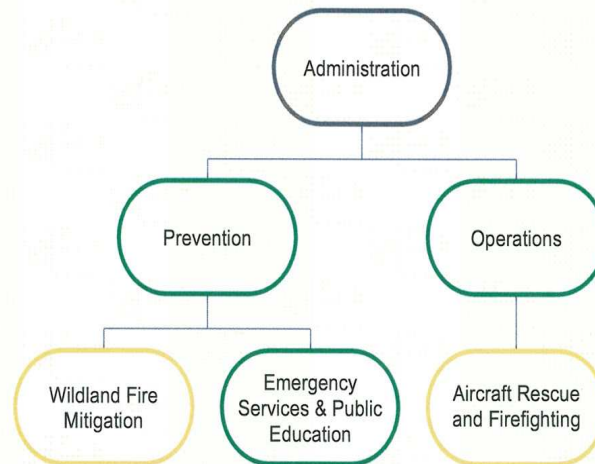 Administration
Prevention
Operations
Wildland Fire
Mitigation
Emergency
Services & Public
Education
Aircraft Rescue
and Firefighting